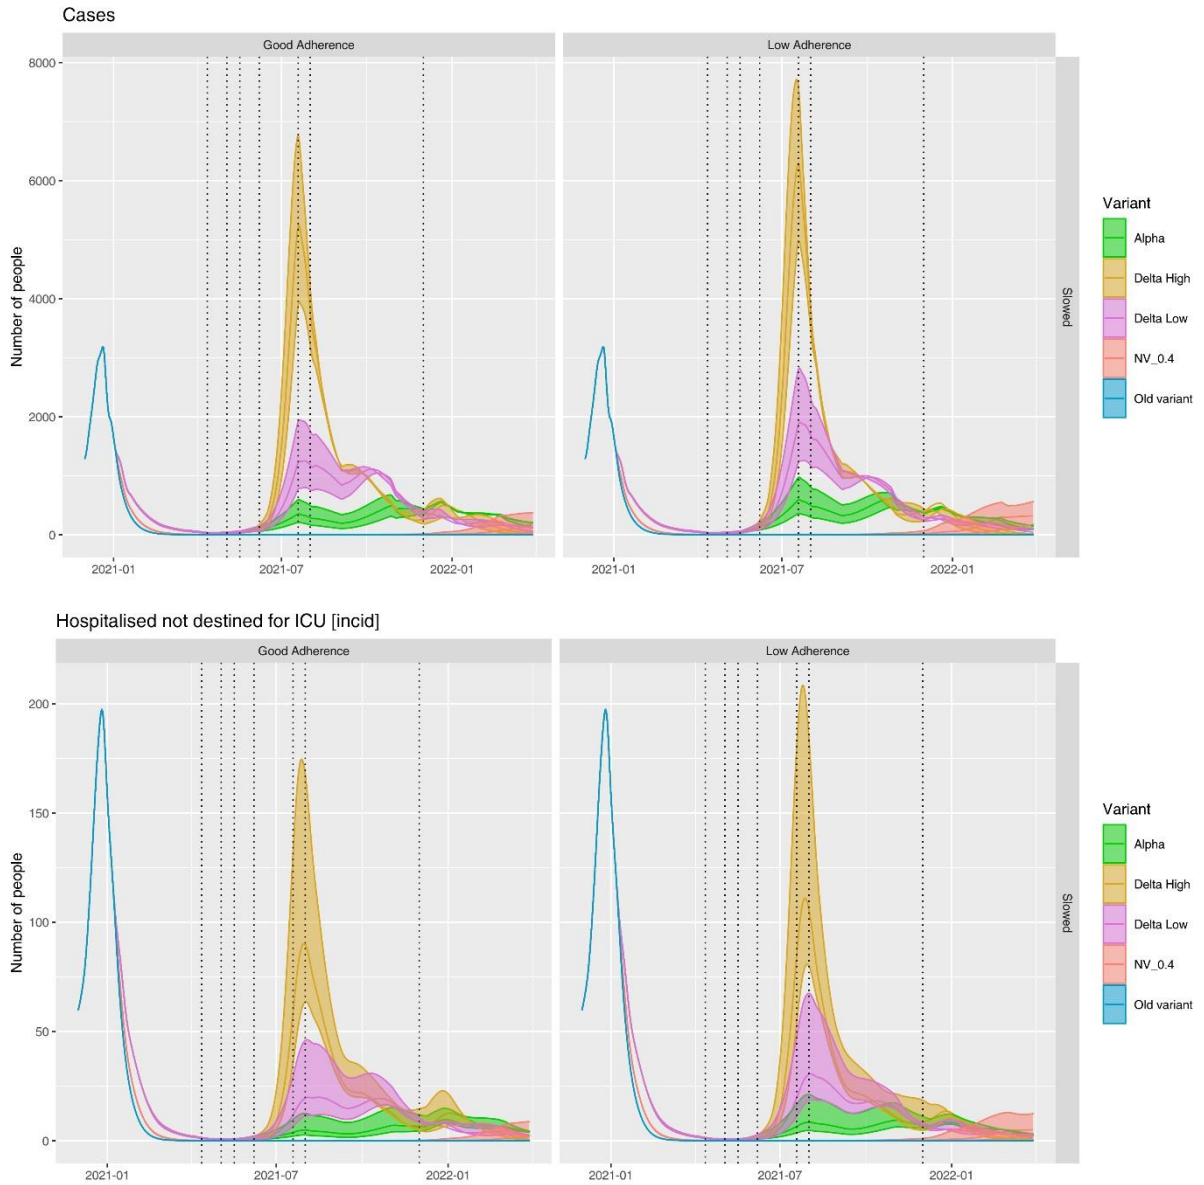 Cases
Good Adherence
Low Adherence
8000
6000
4000
2000
0
Number of people
2021-01
2021-07
2022-01
2021-01
2021-07
2022-01
Slowed
Variant
Alpha
Delta High
Delta Low
NV_0.4
Old variant
Hospitalised not destined for ICU [incid]
Good Adherence
Low Adherence
200
150
100
50
0
Number of people
2021-01
2021-07
2022-01
2021-01
2021-07
2022-01
Slowed
Variant
Alpha
Delta High
Delta Low
NV_0.4
Old variant